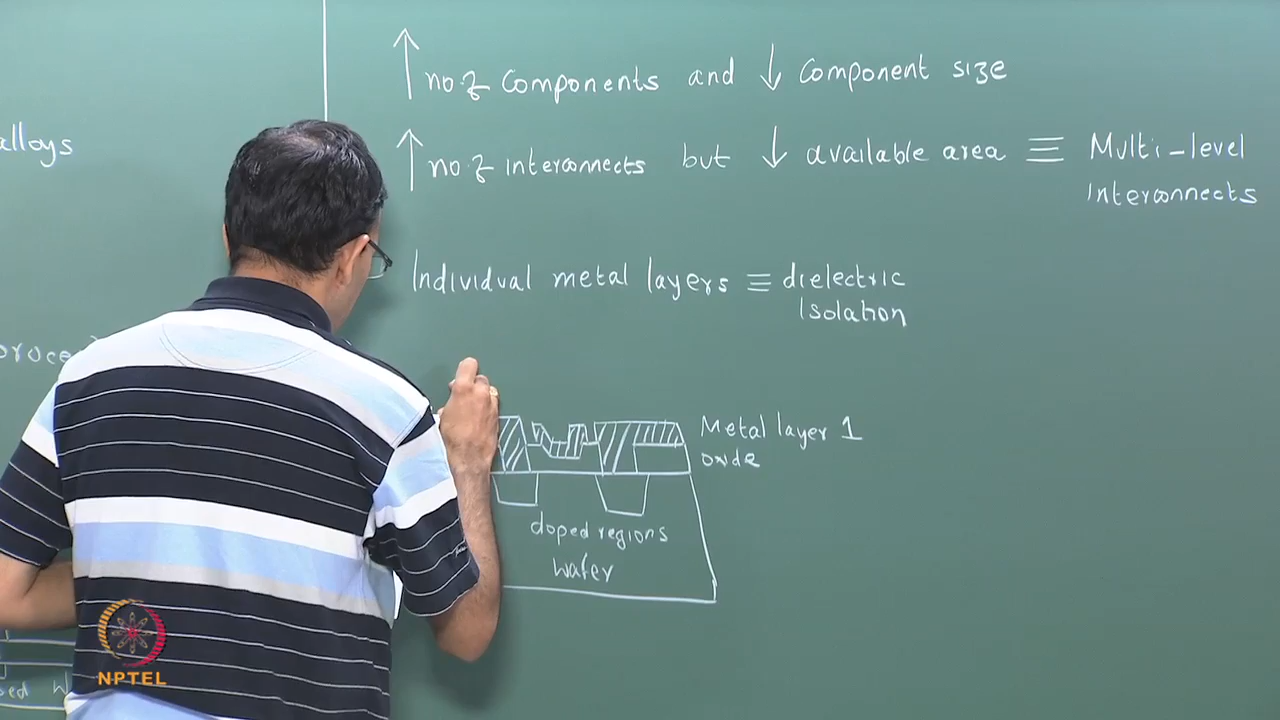 ↑ no. of components and ↓ component size
↑ no. of interconnects but ↓ available area ≡ Multi-level
Interconnects
alloys
Individual metal layers ≡ dielectric
Isolation
Metal layer 1
oxide
doped regions
wafer
NPTEL